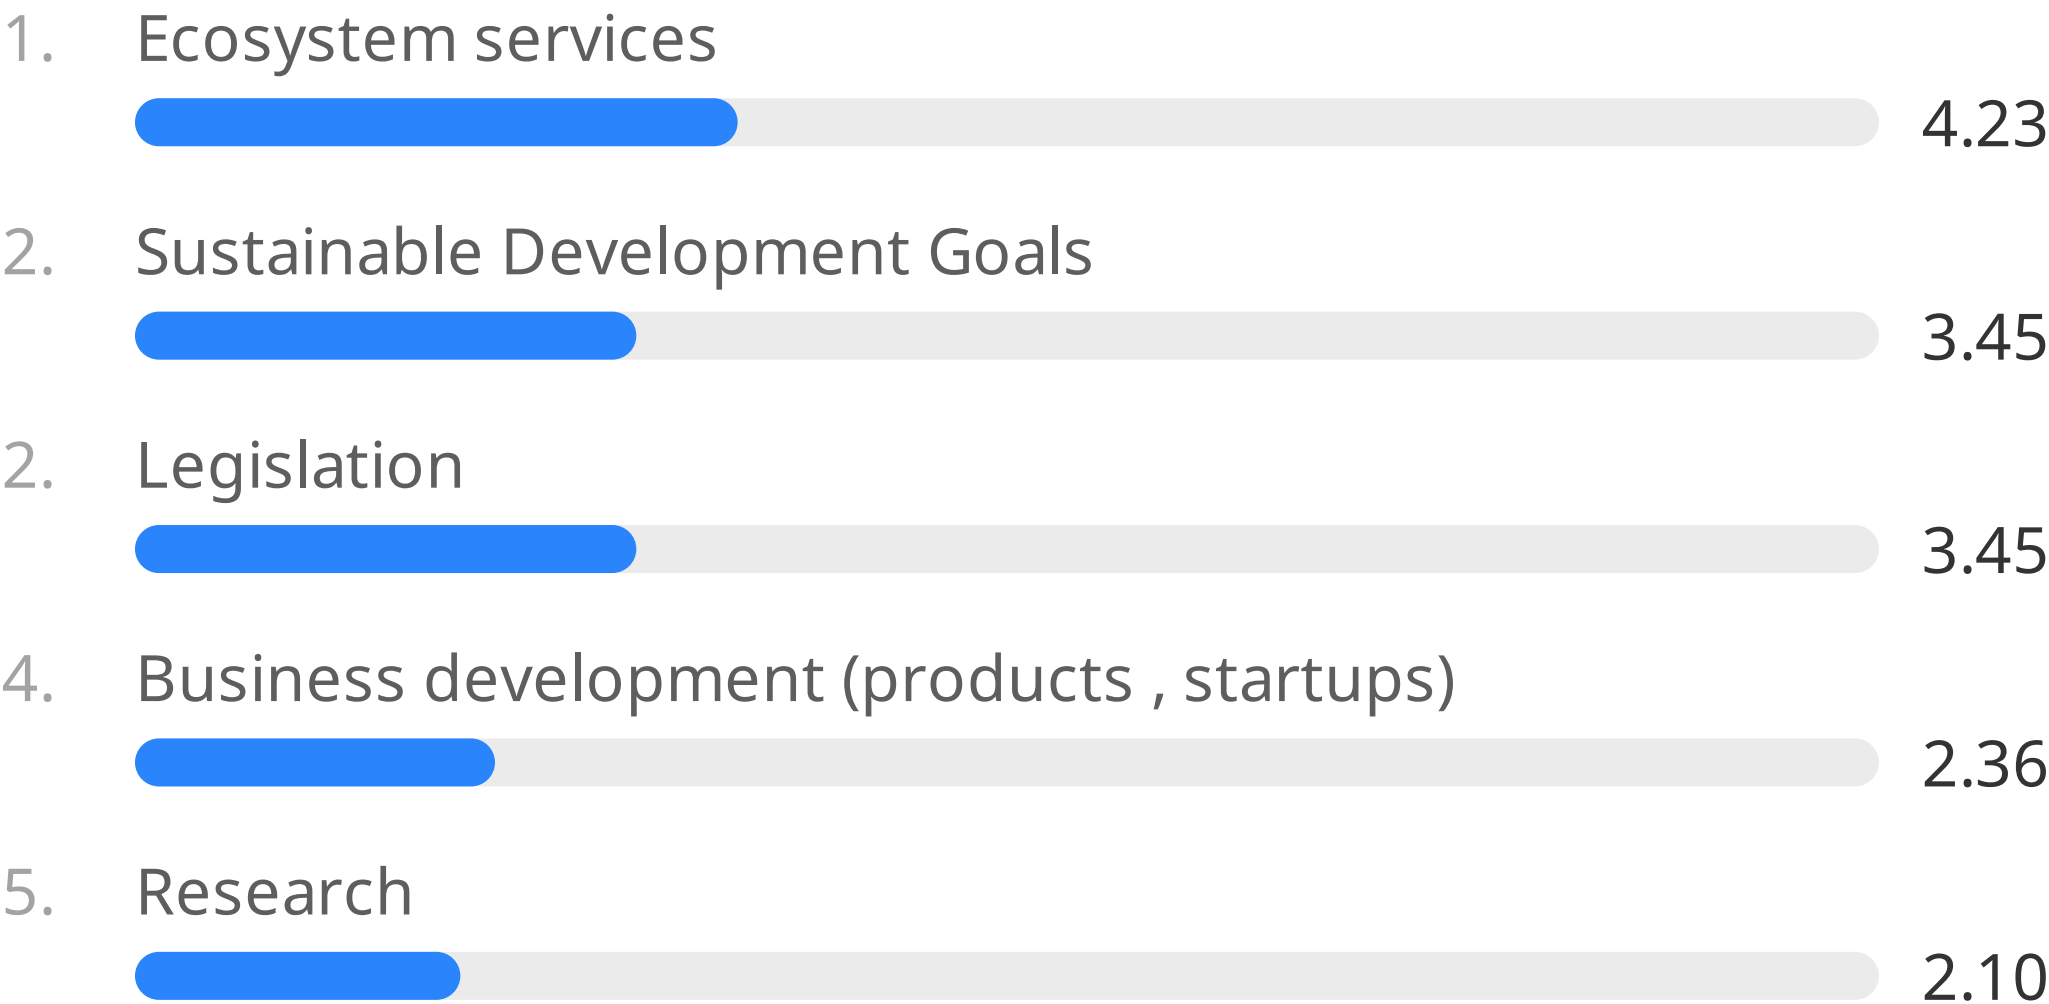 1. Ecosystem services
4.23
2. Sustainable Development Goals
3.45
2. Legislation
3.45
4. Business development (products , startups)
2.36
5. Research
2.10